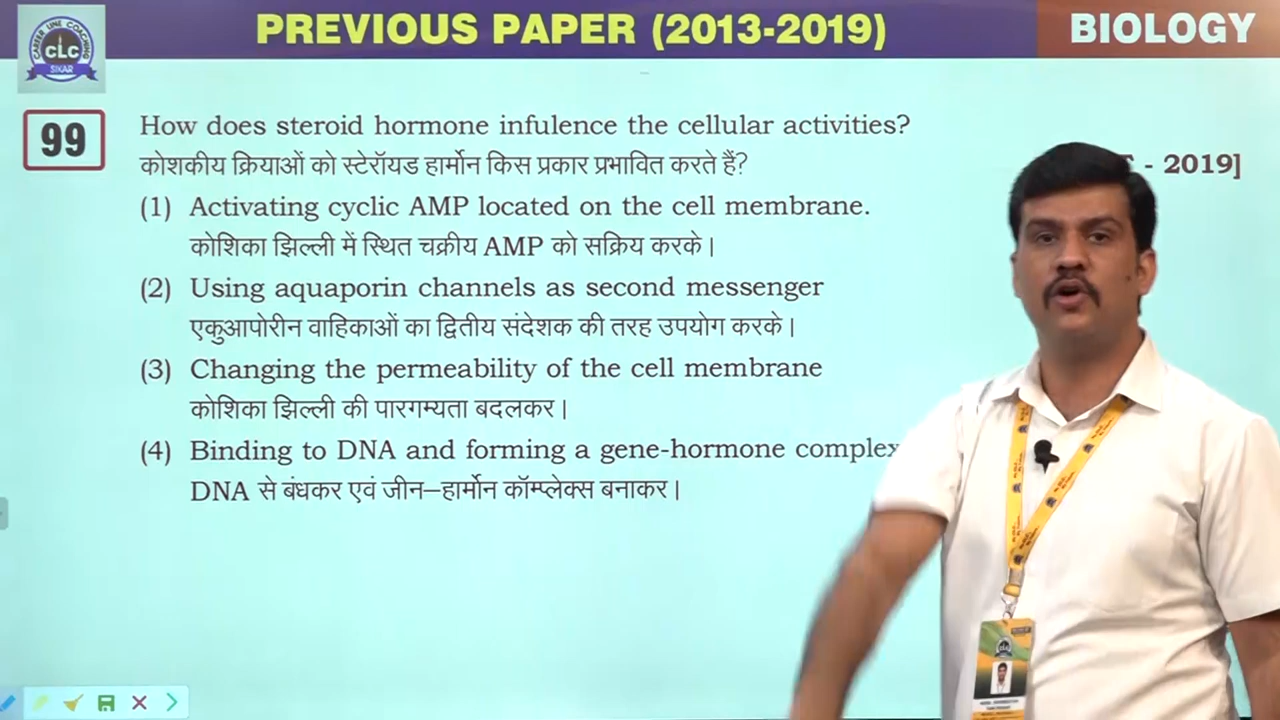 PREVIOUS PAPER (2013-2019)
BIOLOGY
CAREER LINE COACHING
CLC
SIKAR
99
How does steroid hormone infulence the cellular activities?
कोशकीय क्रियाओं को स्टेरॉयड हार्मोन किस प्रकार प्रभावित करते हैं?
- 2019]
(1) Activating cyclic AMP located on the cell membrane.
कोशिका झिल्ली में स्थित चक्रीय AMP को सक्रिय करके।
(2) Using aquaporin channels as second messenger
एकुआपोरीन वाहिकाओं का द्वितीय संदेशक की तरह उपयोग करके।
(3) Changing the permeability of the cell membrane
कोशिका झिल्ली की पारगम्यता बदलकर।
(4) Binding to DNA and forming a gene-hormone complex
DNA से बंधकर एवं जीन–हार्मोन कॉम्प्लेक्स बनाकर।